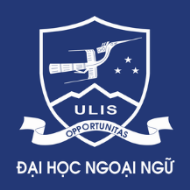 ULIS
OPPORTUNITAS
ĐẠI HỌC NGOẠI NGỮ